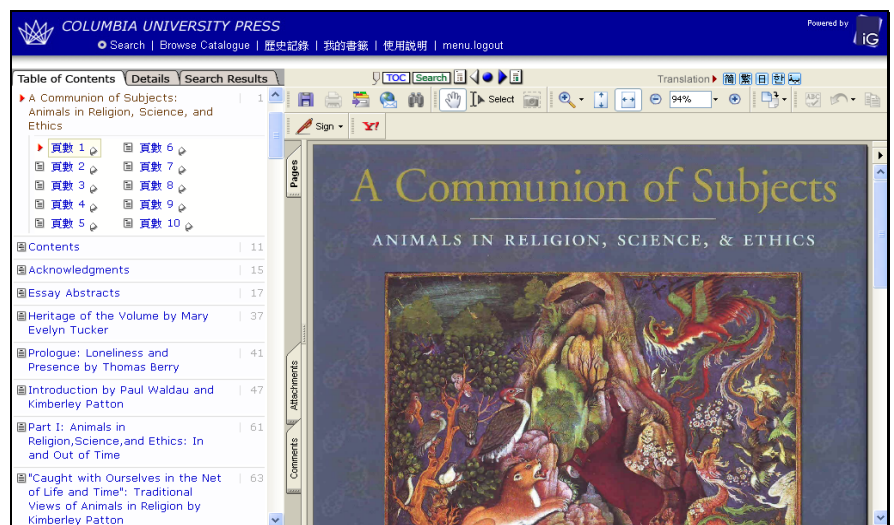 COLUMBIA UNIVERSITY PRESS
Powered by
iG
Search | Browse Catalogue | 歷史記錄 | 我的書籤 | 使用說明 | menu.logout
Table of Contents Details Search Results
TOC Search
Translation 簡 繁 日 한
A Communion of Subjects: 1
Animals in Religion, Science, and
Ethics
頁數 1 頁數 6
頁數 2 頁數 7
頁數 3 頁數 8
頁數 4 頁數 9
頁數 5 頁數 10
Contents 11
Acknowledgments 15
Essay Abstracts 17
Heritage of the Volume by Mary 37
Evelyn Tucker
Prologue: Loneliness and 41
Presence by Thomas Berry
Introduction by Paul Waldau and 47
Kimberley Patton
Part I: Animals in 61
Religion,Science,and Ethics: In
and Out of Time
"Caught with Ourselves in the Net 63
of Life and Time": Traditional
Views of Animals in Religion by
Kimberley Patton
Select 94%
Sign Y!
Pages
Attachments
Comments
A Communion of Subjects
ANIMALS IN RELIGION, SCIENCE, & ETHICS